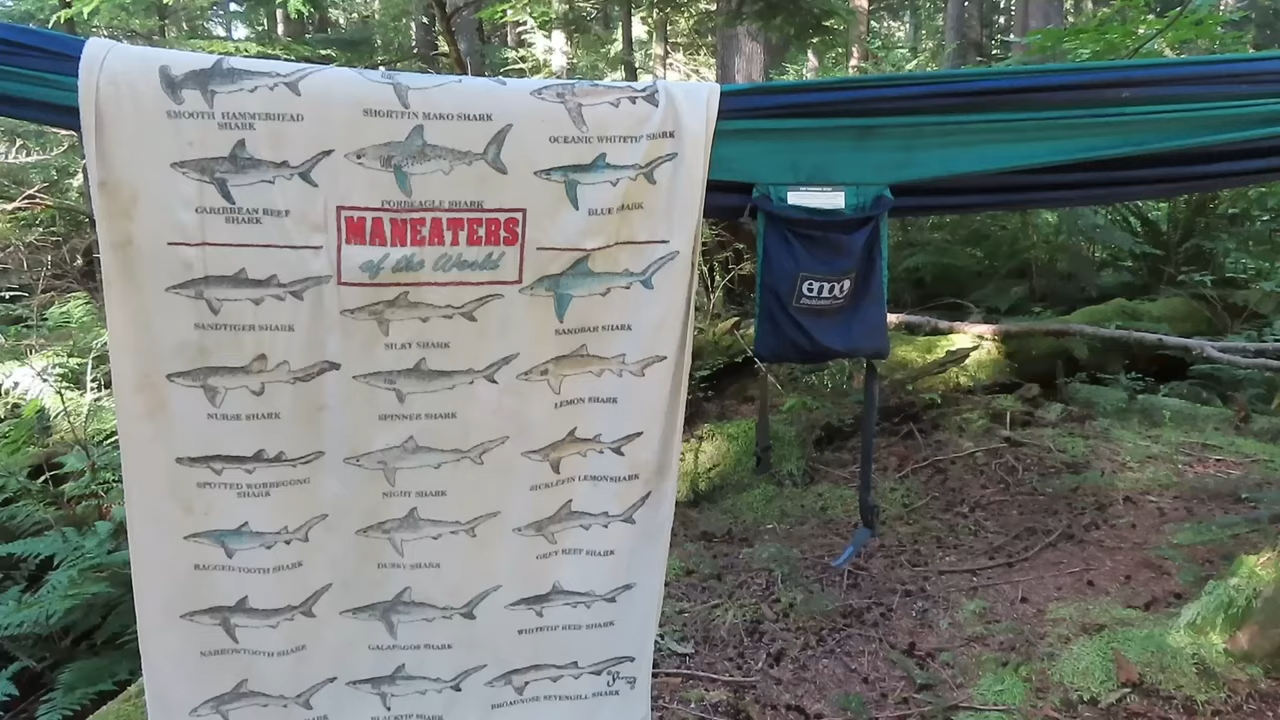 SMOOTH HAMMERHEAD
SHARK
SHORTFIN MAKO SHARK
OCEANIC WHITETIP SHARK
CARIBBEAN REEF
SHARK
PORBEAGLE SHARK
BLUE SHARK
MANEATERS
of the World
SANDTIGER SHARK
SILKY SHARK
SANDBAR SHARK
NURSE SHARK
SPINNER SHARK
LEMON SHARK
SPOTTED WOBBEGONG
SHARK
NIGHT SHARK
SICKLEFIN LEMONSHARK
RAGGED-TOOTH SHARK
DUSKY SHARK
GREY REEF SHARK
NARROWTOOTH SHARK
GALAPAGOS SHARK
WHITETIP REEF SHARK
SHARK
BLACKTIP SHARK
BROADNOSE SEVENGILL SHARK
eno
DoubleNest